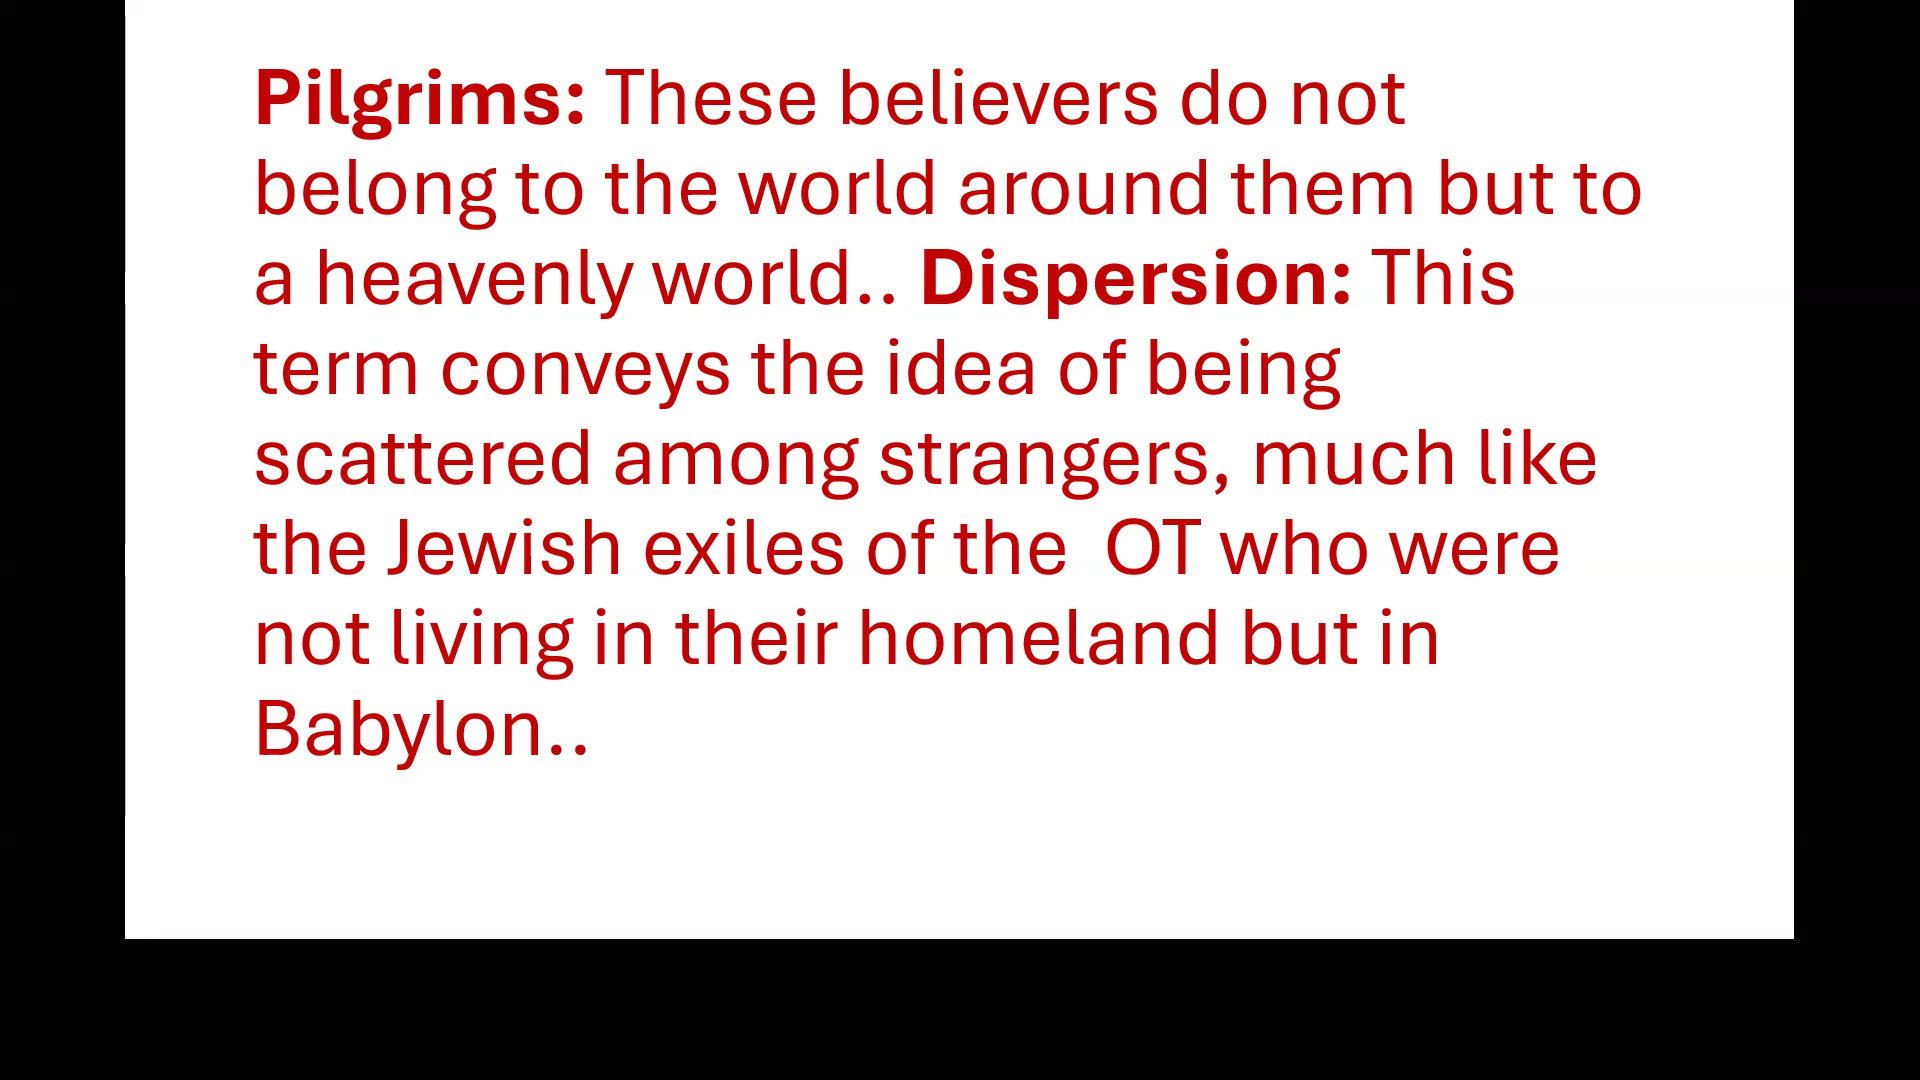 Pilgrims: These believers do not
belong to the world around them but to
a heavenly world.. Dispersion: This
term conveys the idea of being
scattered among strangers, much like
the Jewish exiles of the  OT who were
not living in their homeland but in
Babylon..